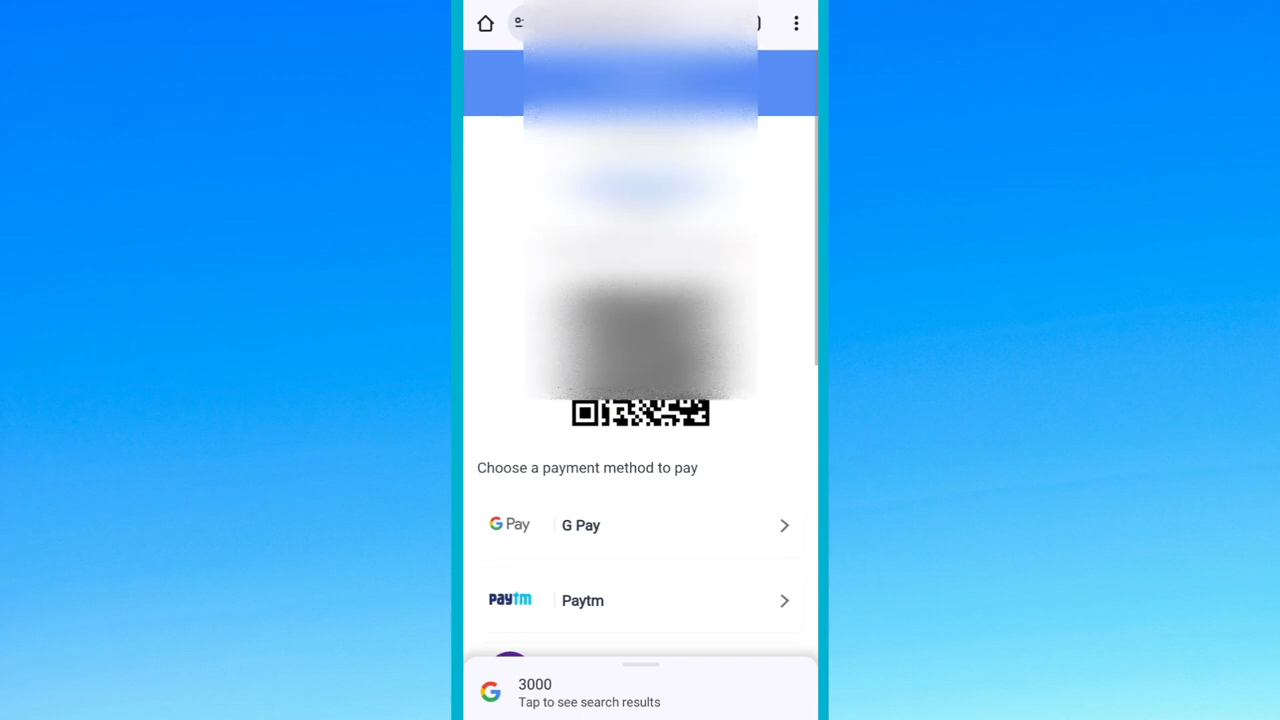 Choose a payment method to pay
G Pay G Pay
paytm Paytm
3000
Tap to see search results